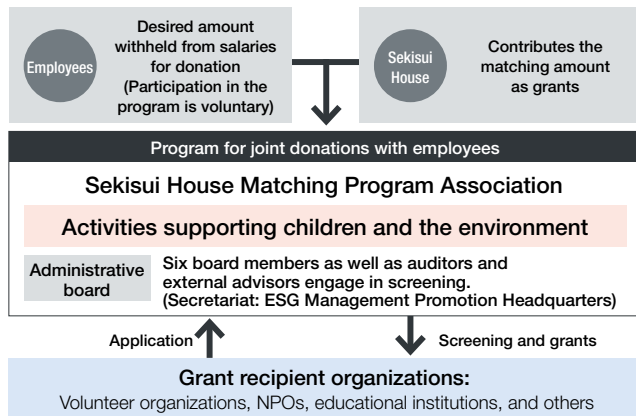 Employees
Desired amount
withheld from salaries
for donation
(Participation in the
program is voluntary)
Sekisui
House
Contributes the
matching amount
as grants
Program for joint donations with employees
Sekisui House Matching Program Association
Activities supporting children and the environment
Administrative
board
Six board members as well as auditors and
external advisors engage in screening.
(Secretariat: ESG Management Promotion Headquarters)
Application
Screening and grants
Grant recipient organizations:
Volunteer organizations, NPOs, educational institutions, and others